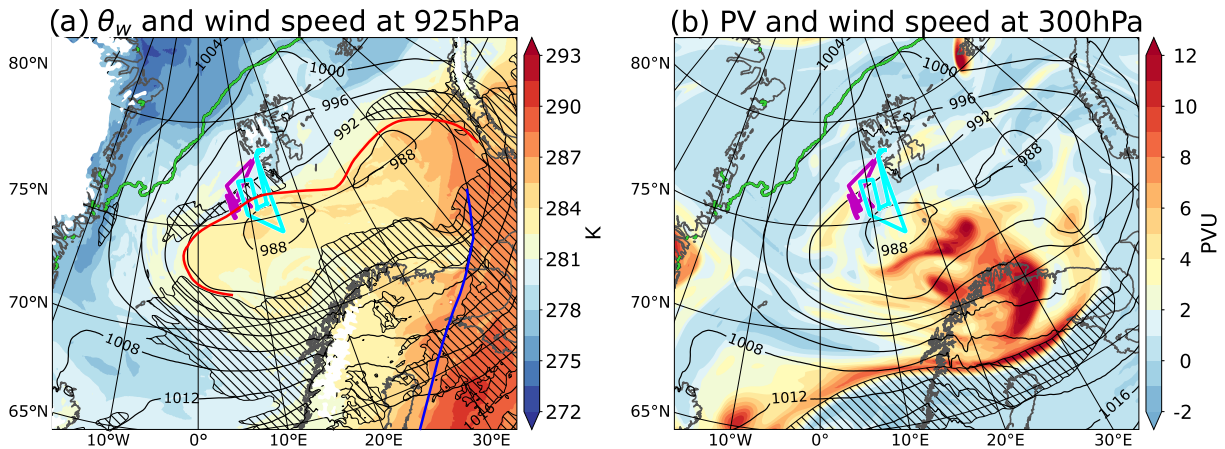 (a) θw and wind speed at 925hPa
(b) PV and wind speed at 300hPa
80°N
75°N
70°N
65°N
10°W
0°
10°E
20°E
30°E
1004
1000
996
992
988
988
1008
1012
1016
293
290
287
284
281
278
275
272
K
80°N
75°N
70°N
65°N
10°W
0°
10°E
20°E
30°E
1004
1000
996
992
988
988
1008
1012
1016
12
10
8
6
4
2
0
-2
PVU